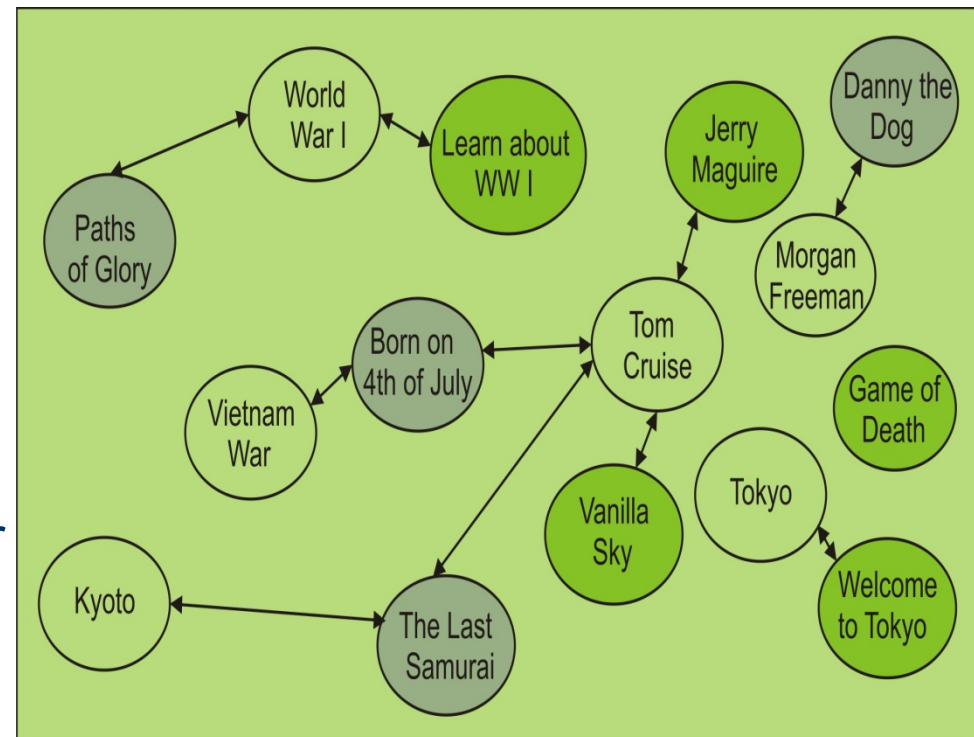 World
War I
Learn about
WW I
Jerry
Maguire
Danny the
Dog
Paths
of Glory
Morgan
Freeman
Born on
4th of July
Tom
Cruise
Vietnam
War
Game of
Death
Vanilla
Sky
Tokyo
Kyoto
The Last
Samurai
Welcome
to Tokyo